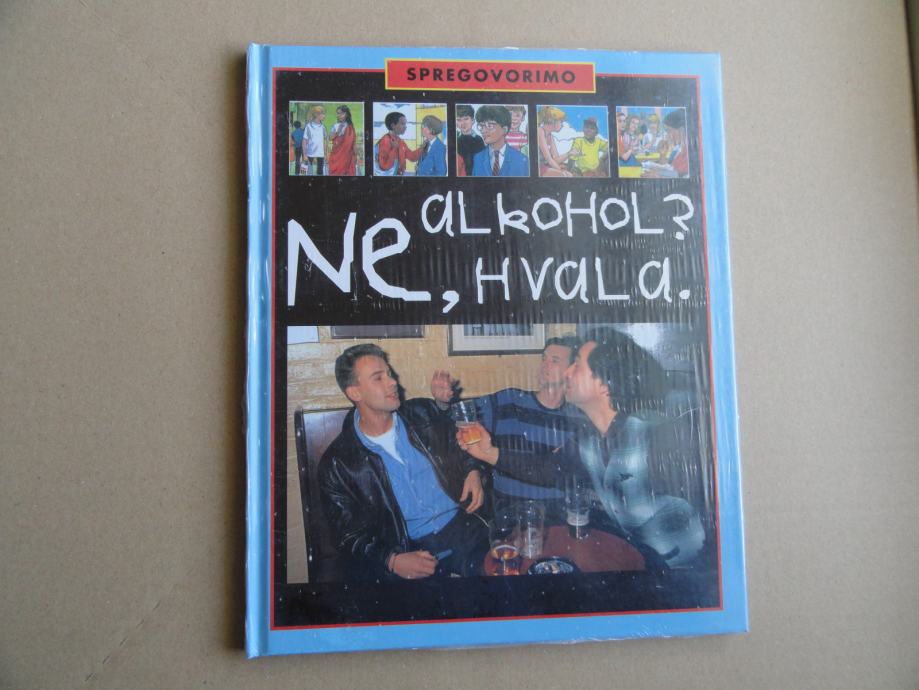 SPREGOVORIMO
aLkoHOL?
Ne, HvaLa.